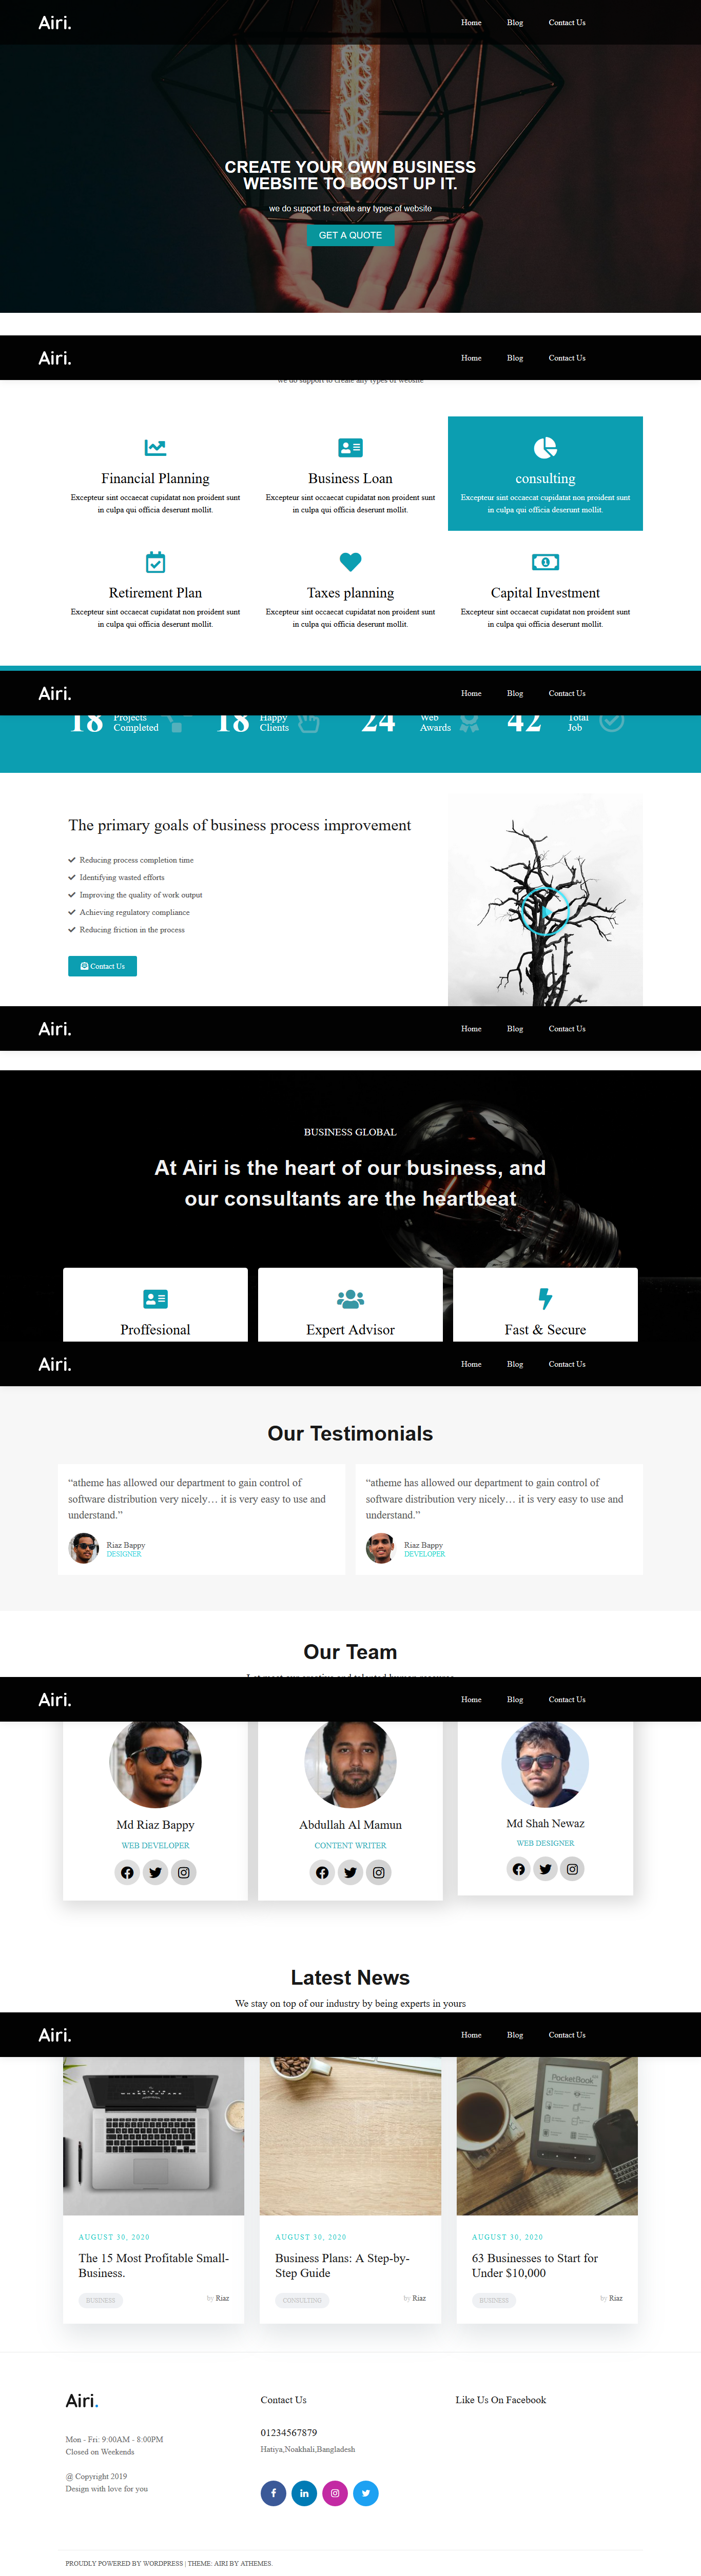 Airi.
Home Blog Contact Us
CREATE YOUR OWN BUSINESS
WEBSITE TO BOOST UP IT.
we do support to create any types of website
GET A QUOTE
Airi.
Home Blog Contact Us
we do support to create any types of website
Financial Planning
Excepteur sint occaecat cupidatat non proident sunt
in culpa qui officia deserunt mollit.
Business Loan
Excepteur sint occaecat cupidatat non proident sunt
in culpa qui officia deserunt mollit.
consulting
Excepteur sint occaecat cupidatat non proident sunt
in culpa qui officia deserunt mollit.
Retirement Plan
Excepteur sint occaecat cupidatat non proident sunt
in culpa qui officia deserunt mollit.
Taxes planning
Excepteur sint occaecat cupidatat non proident sunt
in culpa qui officia deserunt mollit.
Capital Investment
Excepteur sint occaecat cupidatat non proident sunt
in culpa qui officia deserunt mollit.
Airi.
Home Blog Contact Us
18 Projects
Completed
18 Happy
Clients
24 Web
Awards
42 Total
Job
The primary goals of business process improvement
Reducing process completion time
Identifying wasted efforts
Improving the quality of work output
Achieving regulatory compliance
Reducing friction in the process
Contact Us
Airi.
Home Blog Contact Us
BUSINESS GLOBAL
At Airi is the heart of our business, and
our consultants are the heartbeat
Proffesional
Expert Advisor
Fast & Secure
Airi.
Home Blog Contact Us
Our Testimonials
“atheme has allowed our department to gain control of
software distribution very nicely… it is very easy to use and
understand.”
Riaz Bappy
DESIGNER
“atheme has allowed our department to gain control of
software distribution very nicely… it is very easy to use and
understand.”
Riaz Bappy
DEVELOPER
Our Team
Airi.
Home Blog Contact Us
Md Riaz Bappy
WEB DEVELOPER
Abdullah Al Mamun
CONTENT WRITER
Md Shah Newaz
WEB DESIGNER
Latest News
We stay on top of our industry by being experts in yours
Airi.
Home Blog Contact Us
PocketBook
AUGUST 30, 2020
The 15 Most Profitable Small-
Business.
BUSINESS
by Riaz
AUGUST 30, 2020
Business Plans: A Step-by-
Step Guide
CONSULTING
by Riaz
AUGUST 30, 2020
63 Businesses to Start for
Under $10,000
BUSINESS
by Riaz
Airi.
Mon - Fri: 9:00AM - 8:00PM
Closed on Weekends
@ Copyright 2019
Design with love for you
Contact Us
01234567879
Hatiya,Noakhali,Bangladesh
Like Us On Facebook
PROUDLY POWERED BY WORDPRESS | THEME: AIRI BY ATHEMES.